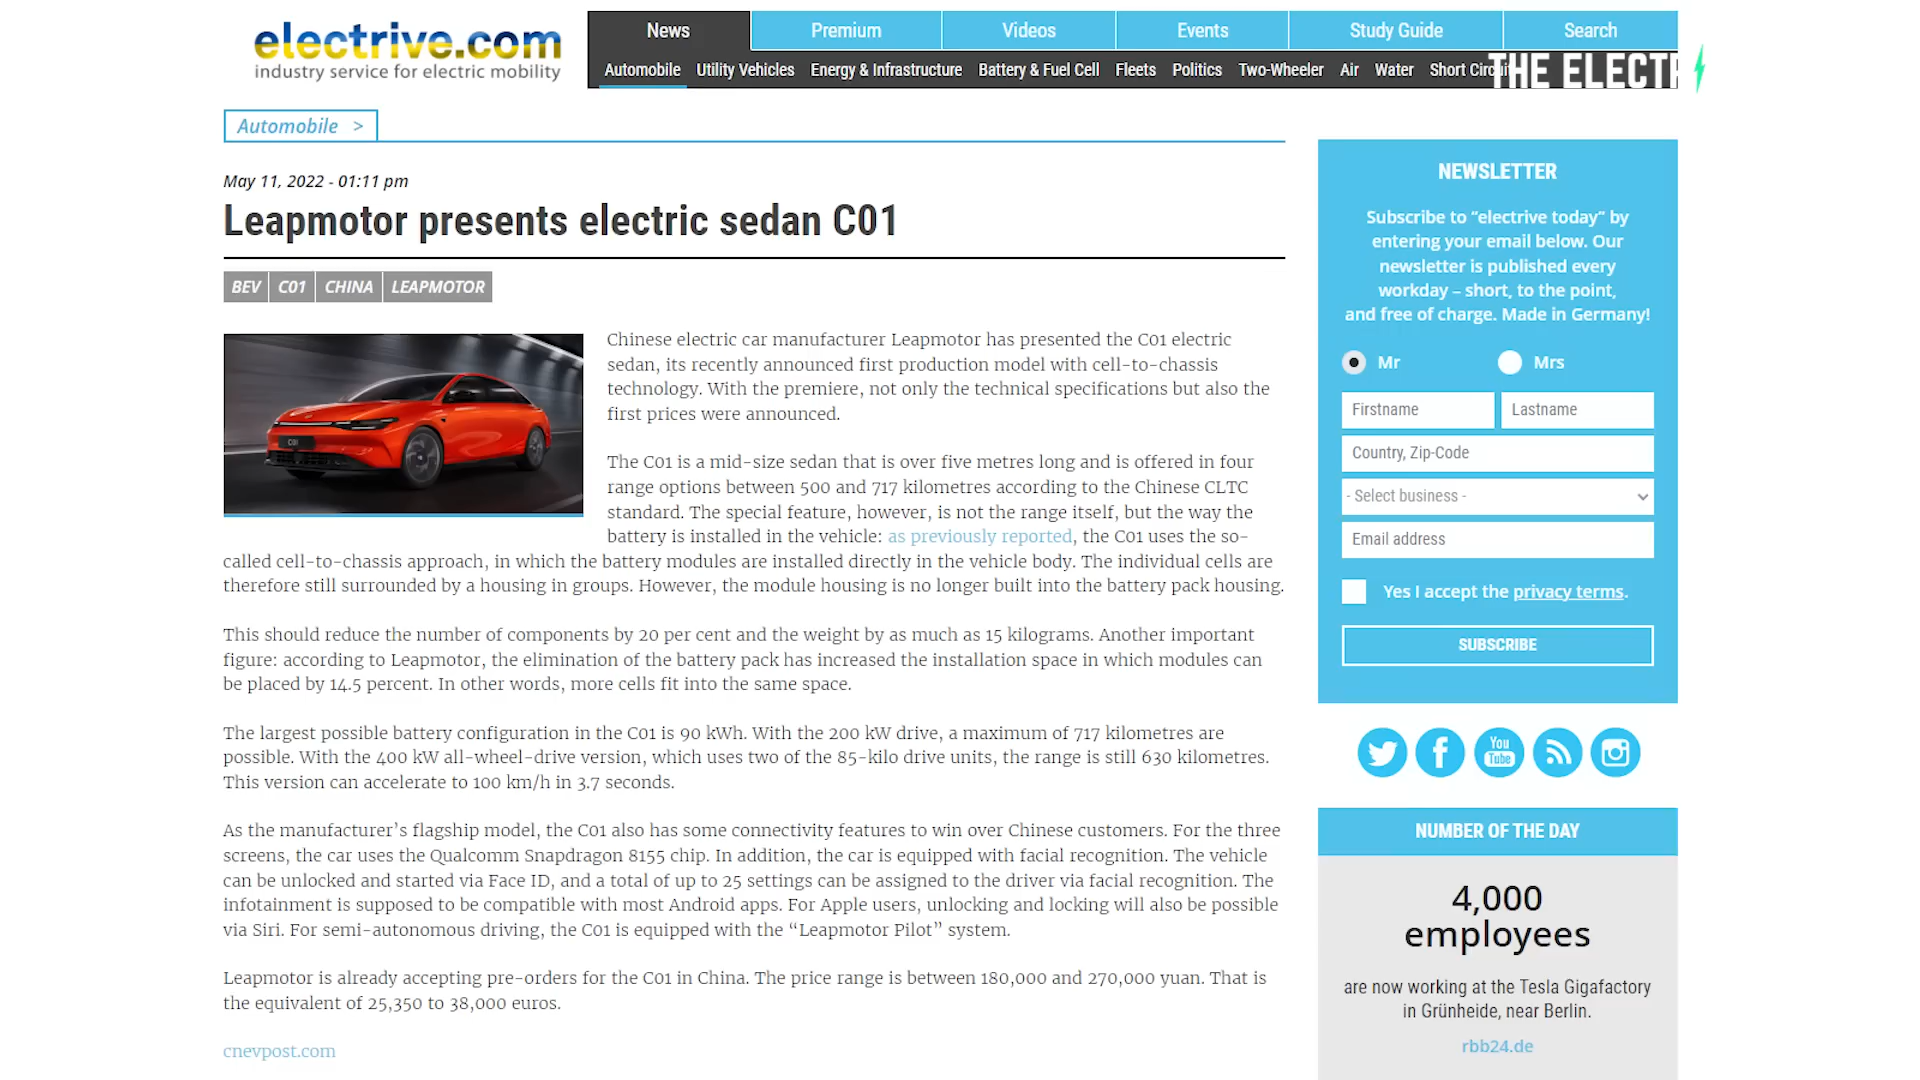 electrive.com
industry service for electric mobility
News
Premium
Videos
Events
Study Guide
Search
Automobile
Utility Vehicles
Energy & Infrastructure
Battery & Fuel Cell
Fleets
Politics
Two-Wheeler
Air
Water
Short Circuit
THE ELECTR
Automobile >
May 11, 2022 - 01:11 pm
Leapmotor presents electric sedan C01
BEV
C01
CHINA
LEAPMOTOR
C01
Chinese electric car manufacturer Leapmotor has presented the C01 electric
sedan, its recently announced first production model with cell-to-chassis
technology. With the premiere, not only the technical specifications but also the
first prices were announced.
The C01 is a mid-size sedan that is over five metres long and is offered in four
range options between 500 and 717 kilometres according to the Chinese CLTC
standard. The special feature, however, is not the range itself, but the way the
battery is installed in the vehicle: as previously reported, the C01 uses the so-
called cell-to-chassis approach, in which the battery modules are installed directly in the vehicle body. The individual cells are
therefore still surrounded by a housing in groups. However, the module housing is no longer built into the battery pack housing.
This should reduce the number of components by 20 per cent and the weight by as much as 15 kilograms. Another important
figure: according to Leapmotor, the elimination of the battery pack has increased the installation space in which modules can
be placed by 14.5 percent. In other words, more cells fit into the same space.
The largest possible battery configuration in the C01 is 90 kWh. With the 200 kW drive, a maximum of 717 kilometres are
possible. With the 400 kW all-wheel-drive version, which uses two of the 85-kilo drive units, the range is still 630 kilometres.
This version can accelerate to 100 km/h in 3.7 seconds.
As the manufacturer's flagship model, the C01 also has some connectivity features to win over Chinese customers. For the three
screens, the car uses the Qualcomm Snapdragon 8155 chip. In addition, the car is equipped with facial recognition. The vehicle
can be unlocked and started via Face ID, and a total of up to 25 settings can be assigned to the driver via facial recognition. The
infotainment is supposed to be compatible with most Android apps. For Apple users, unlocking and locking will also be possible
via Siri. For semi-autonomous driving, the C01 is equipped with the “Leapmotor Pilot” system.
Leapmotor is already accepting pre-orders for the C01 in China. The price range is between 180,000 and 270,000 yuan. That is
the equivalent of 25,350 to 38,000 euros.
cnevpost.com
NEWSLETTER
Subscribe to “electrive today“ by
entering your email below. Our
newsletter is published every
workday – short, to the point,
and free of charge. Made in Germany!
Mr
Mrs
Firstname
Lastname
Country, Zip-Code
- Select business -
Email address
Yes I accept the privacy terms.
SUBSCRIBE
You
Tube
NUMBER OF THE DAY
4,000
employees
are now working at the Tesla Gigafactory
in Grünheide, near Berlin.
rbb24.de